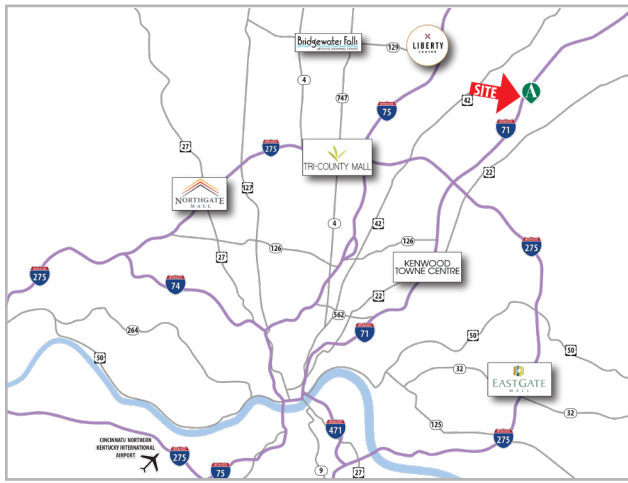 Bridgewater Falls
129
LIBERTY
CENTER
4
747
75
42
SITE
A
71
27
275
TRI-COUNTY MALL
22
127
NORTHGATE
MALL
4
42
27
126
126
275
KENWOOD
TOWNE CENTRE
275
74
22
562
264
71
50
50
50
32
EASTGATE
MALL
32
125
CINCINNATI/ NORTHERN
KENTUCKY INTERNATIONAL
AIRPORT
471
275
75
9
27
275